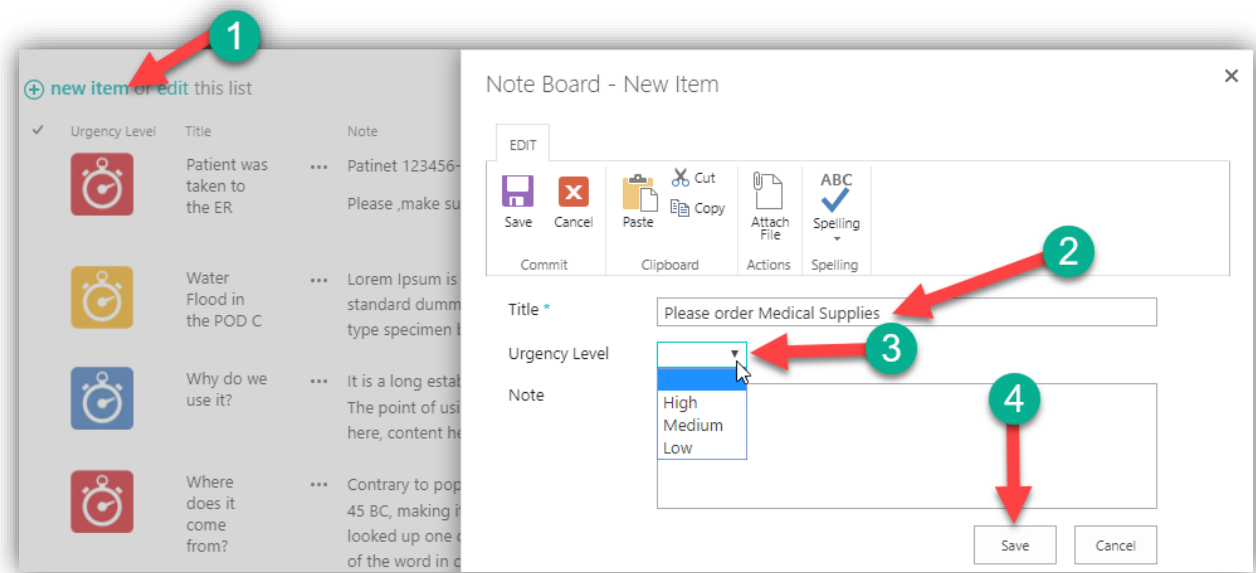 1
new item or edit this list
Urgency Level Title Note
Patient was
taken to
the ER
... Patinet 123456-
Please ,make su
Water
Flood in
the POD C
... Lorem Ipsum is
standard dumm
type specimen b
Why do we
use it?
... It is a long estab
The point of usi
here, content he
Where
does it
come
from?
... Contrary to pop
45 BC, making i
looked up one
of the word in c
Note Board - New Item
EDIT
Save Cancel
Commit
Paste
Cut
Copy
Clipboard
Attach
File
Actions
ABC
Spelling
Spelling
2
Title * Please order Medical Supplies
3
Urgency Level
High
Medium
Low
Note
4
Save Cancel